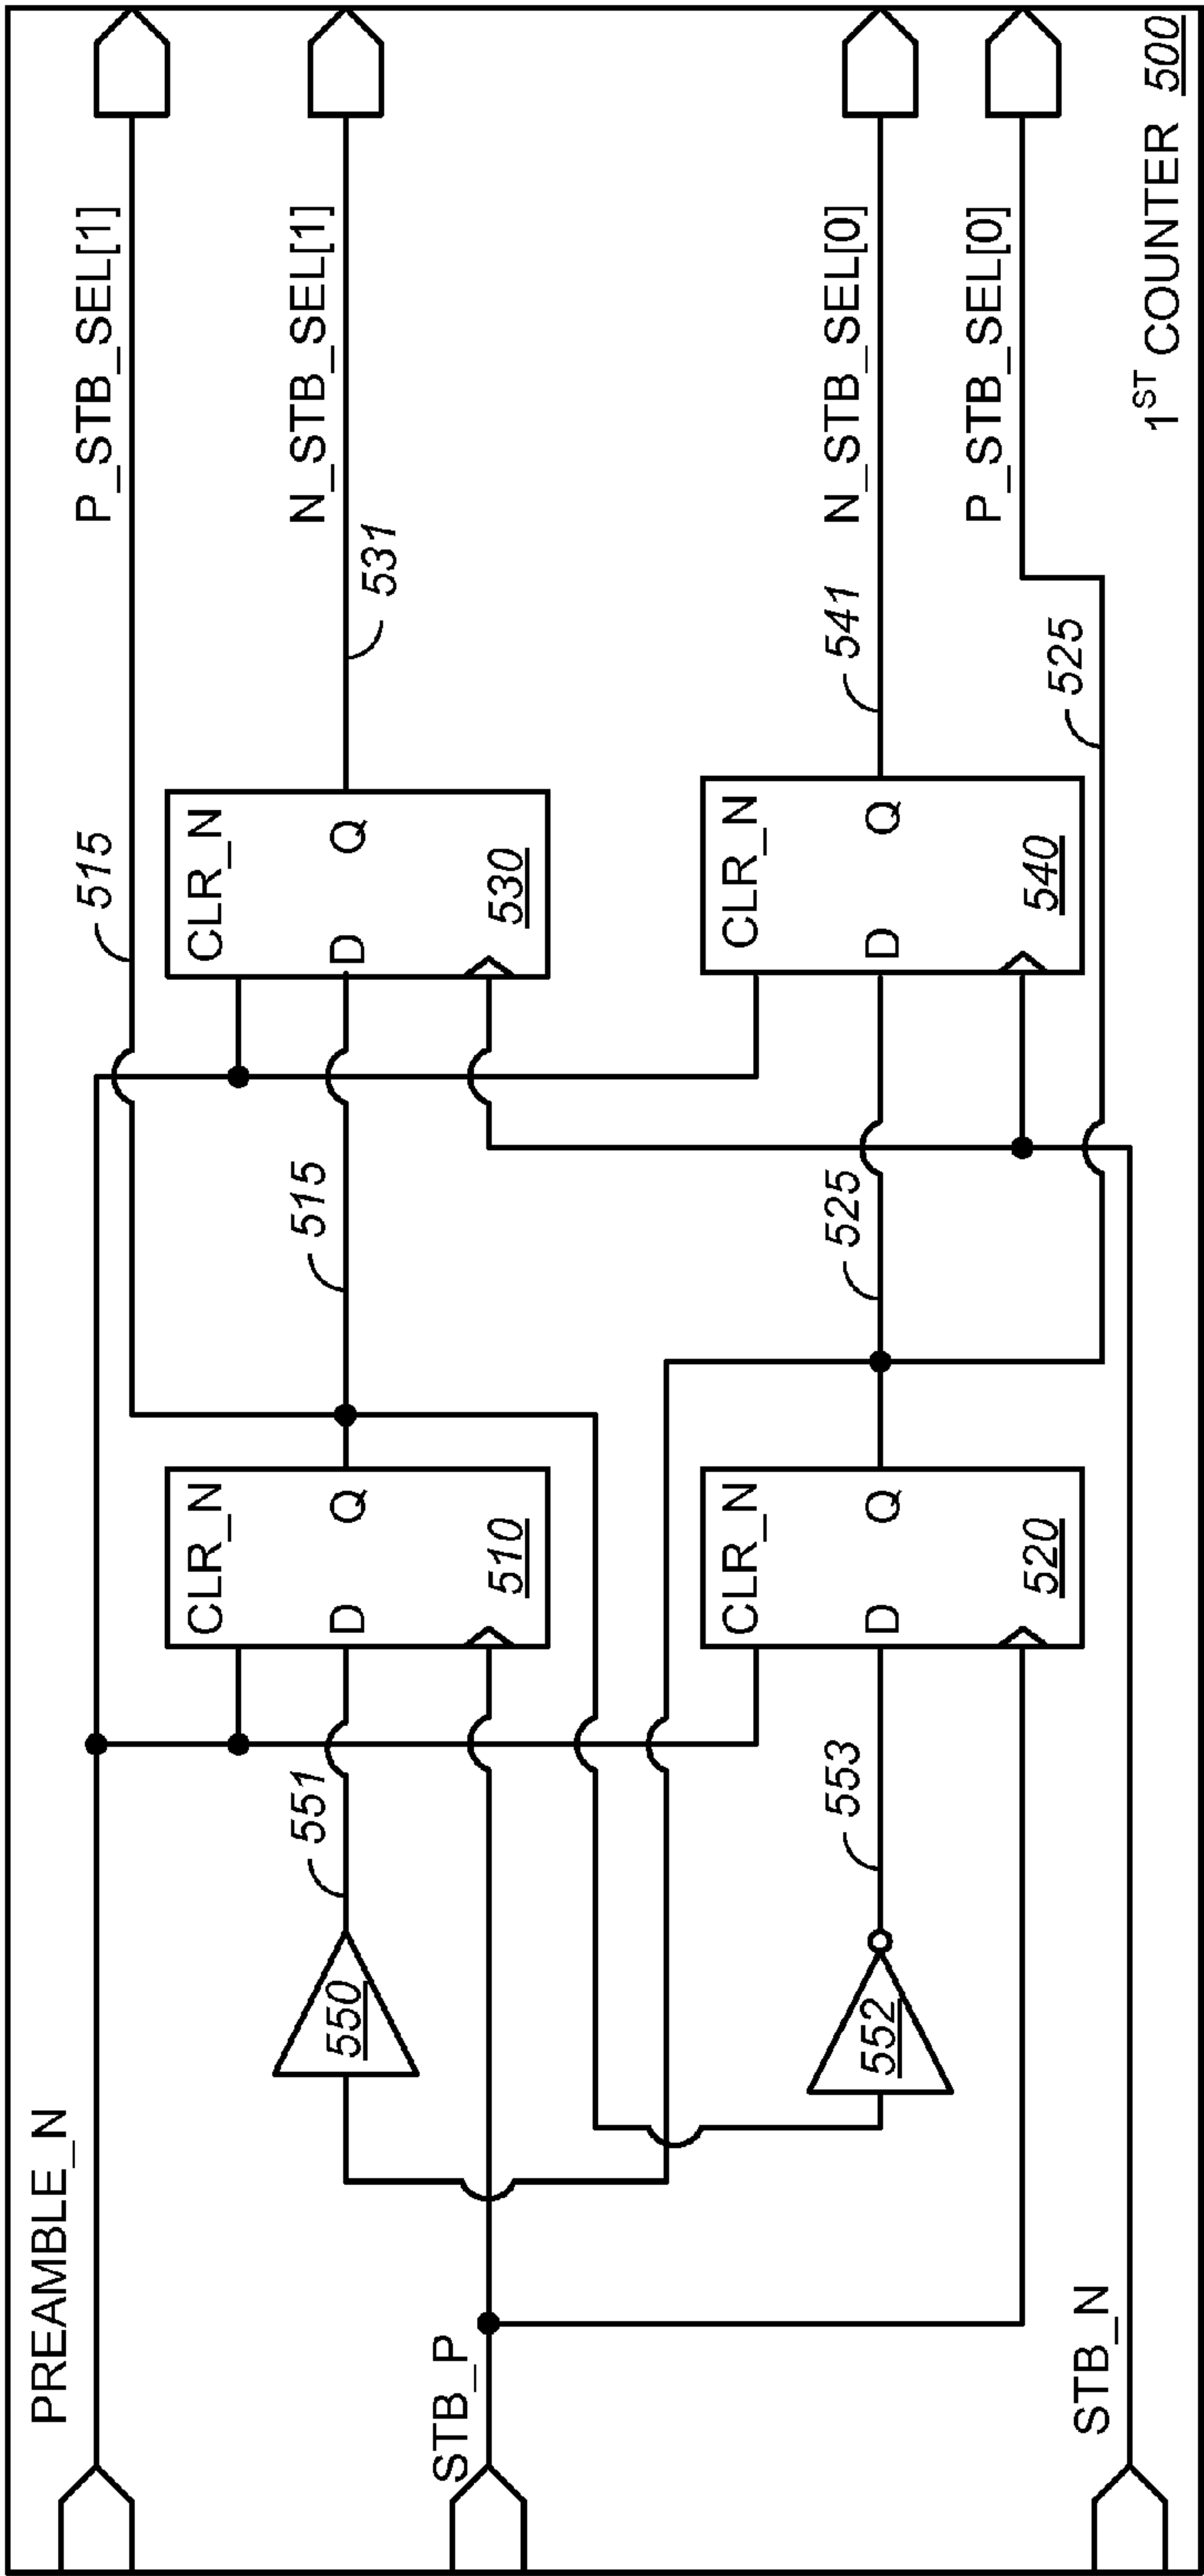 PREAMBLE_N
STB_P
STB_N
550
551
552
553
CLR_N
D
Q
510
CLR_N
D
Q
520
515
525
515
CLR_N
D
Q
530
CLR_N
D
Q
540
531
541
525
P_STB_SEL[1]
N_STB_SEL[1]
N_STB_SEL[0]
P_STB_SEL[0]
1ST COUNTER 500